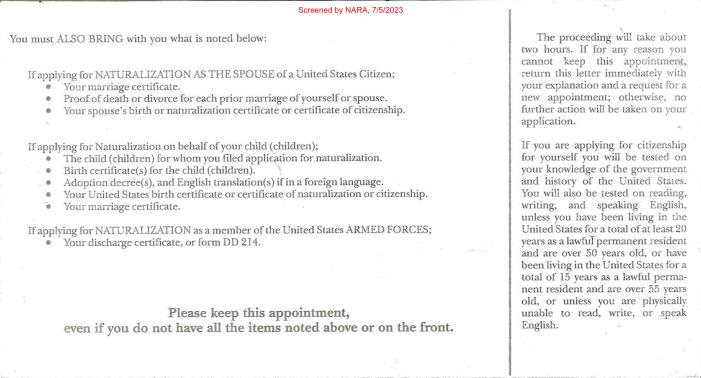 Screened by NARA, 7/5/2023
You must ALSO BRING with you what is noted below:
If applying for NATURALIZATION AS THE SPOUSE of a United States Citizen;
• Your marriage certificate.
• Proof of death or divorce for each prior marriage of yourself or spouse.
• Your spouse's birth or naturalization certificate or certificate of citizenship.
If applying for Naturalization on behalf of your child (children);
• The child (children) for whom you filed application for naturalization.
• Birth certificate(s) for the child (children).
• Adoption decree(s), and English translation(s) if in a foreign language.
• Your United States birth certificate or certificate of naturalization or citizenship.
• Your marriage certificate.
If applying for NATURALIZATION as a member of the United States ARMED FORCES;
• Your discharge certificate, or form DD 214.
Please keep this appointment,
even if you do not have all the items noted above or on the front.
The proceeding will take about
two hours. If for any reason you
cannot keep this appointment,
return this letter immediately with
your explanation and a request for a
new appointment; otherwise, no
further action will be taken on your
application.
If you are applying for citizenship
for yourself you will be tested on
your knowledge of the government
and history of the United States.
You will also be tested on reading,
writing, and speaking English,
unless you have been living in the
United States for a total of at least 20
years as a lawful permanent resident
and are over 50 years old, or have
been living in the United States for a
total of 15 years as a lawful perma-
nent resident and are over 55 years
old, or unless you are physically
unable to read, write, or speak
English.